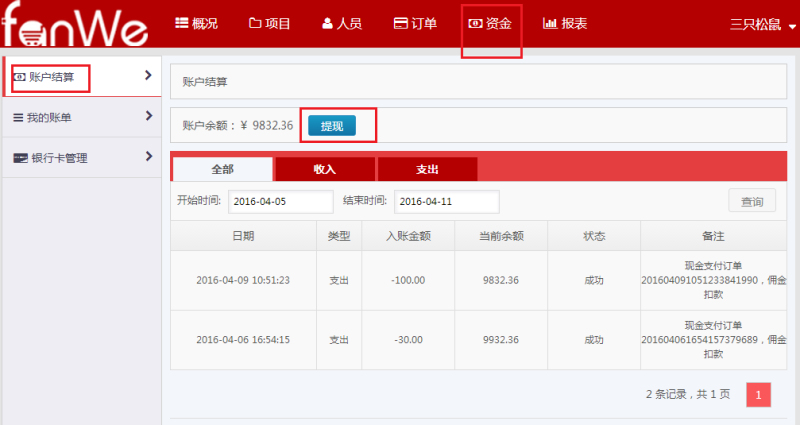 fanWe
概况 项目 人员 订单 资金 报表 三只松鼠
账户结算
我的账单
银行卡管理
账户结算
账户余额：¥ 9832.36 提现
全部 收入 支出
开始时间: 2016-04-05 结束时间: 2016-04-11 查询
日期 类型 入账金额 当前余额 状态 备注
2016-04-09 10:51:23 支出 -100.00 9832.36 成功 现金支付订单
201604091051233841990，佣金
扣款
2016-04-06 16:54:15 支出 -30.00 9932.36 成功 现金支付订单
201604061654157379689，佣金
扣款
2 条记录，共 1 页 1